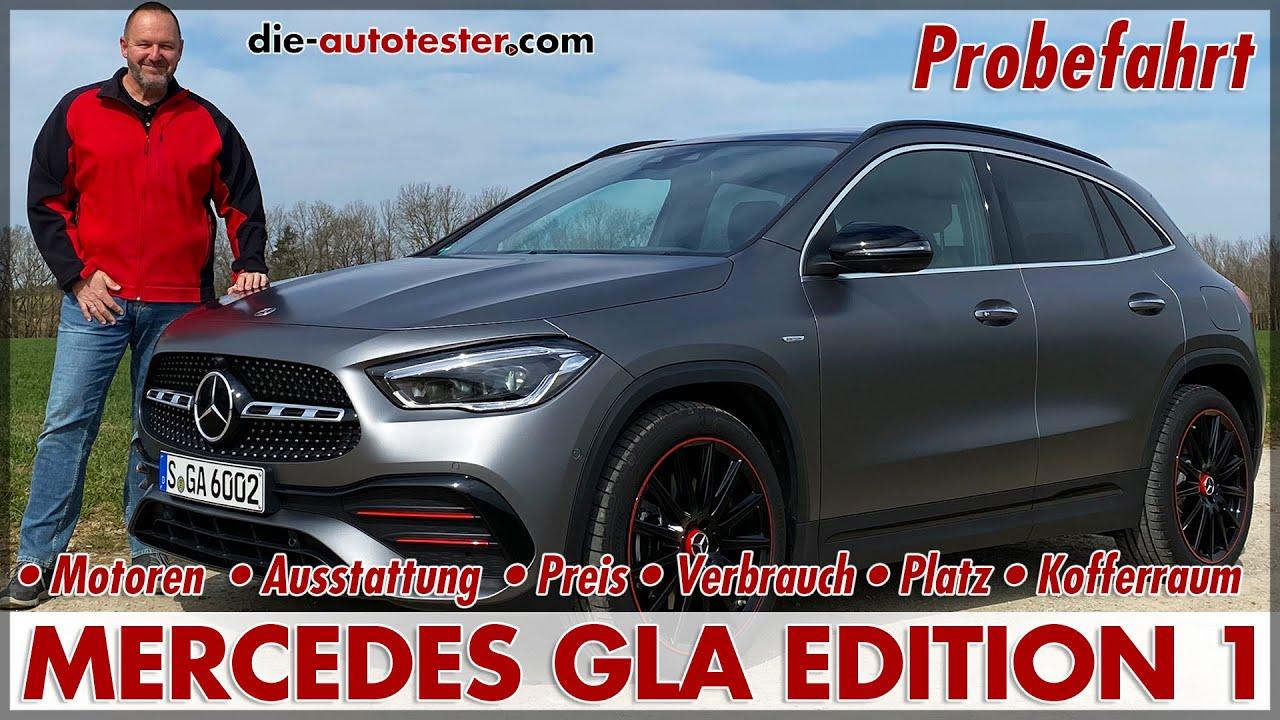 die-autotester.com
Probefahrt
S GA 6002
• Motoren • Ausstattung • Preis • Verbrauch • Platz • Kofferraum
MERCEDES GLA EDITION 1